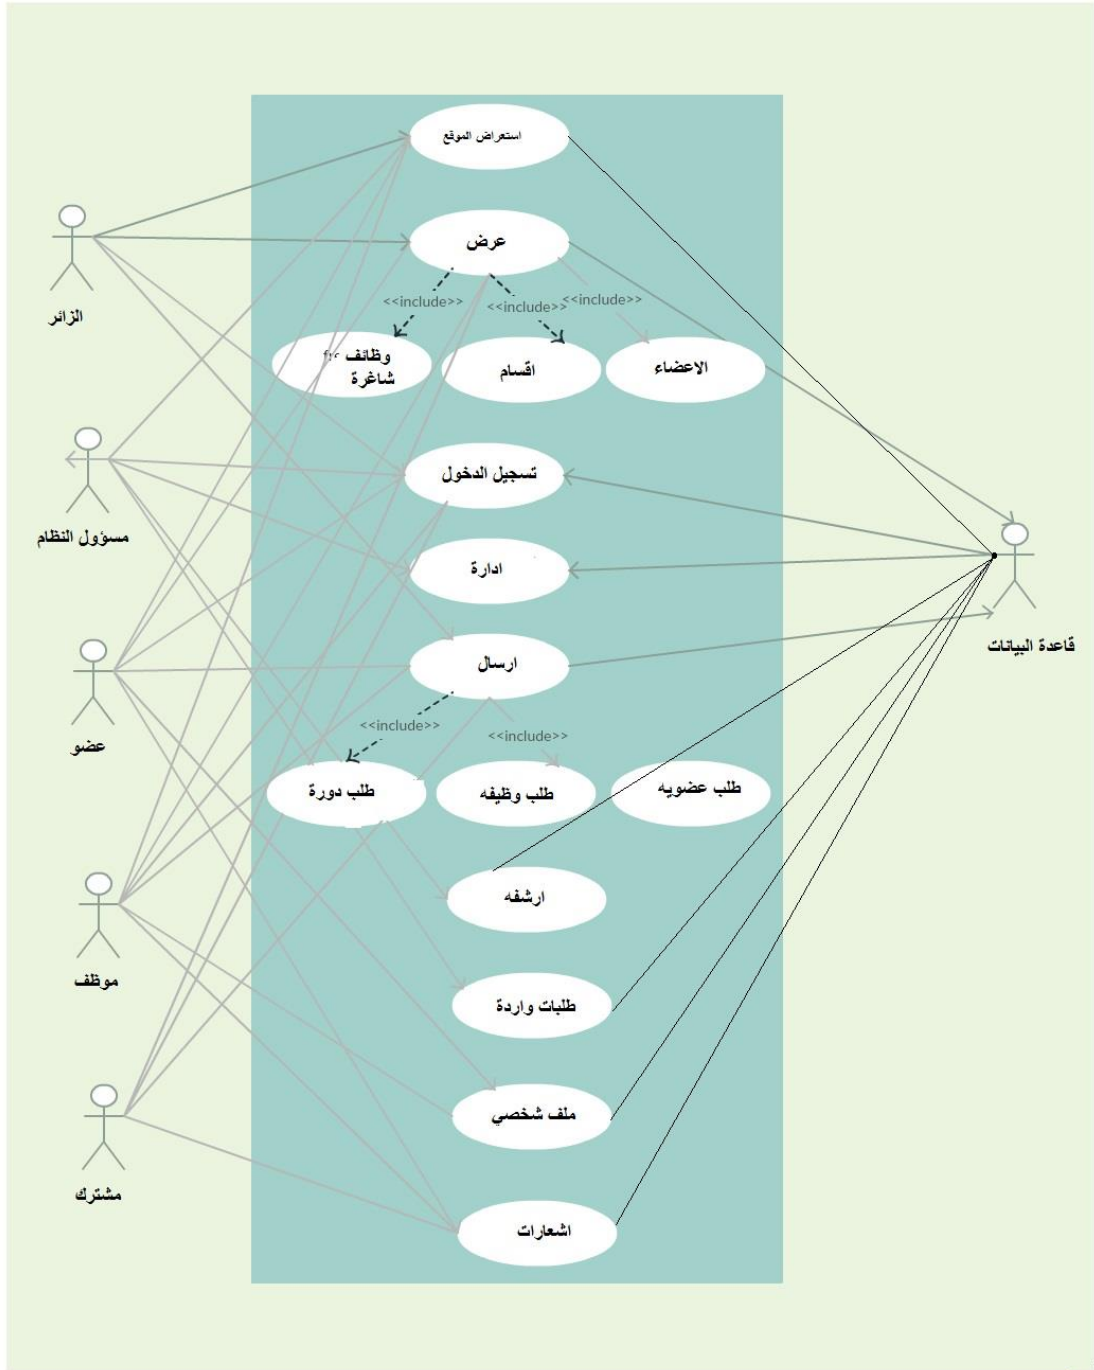 استعراض الموقع
عرض
الزائر
<<include>>
<<include>>
<<include>>
وظائف
شاغرة
اقسام
الاعضاء
تسجيل الدخول
مسؤول النظام
ادارة
ارسال
قاعدة البيانات
عضو
<<include>>
<<include>>
طلب دورة
طلب وظيفه
طلب عضويه
ارشفه
موظف
طلبات واردة
ملف شخصي
مشترك
اشعارات